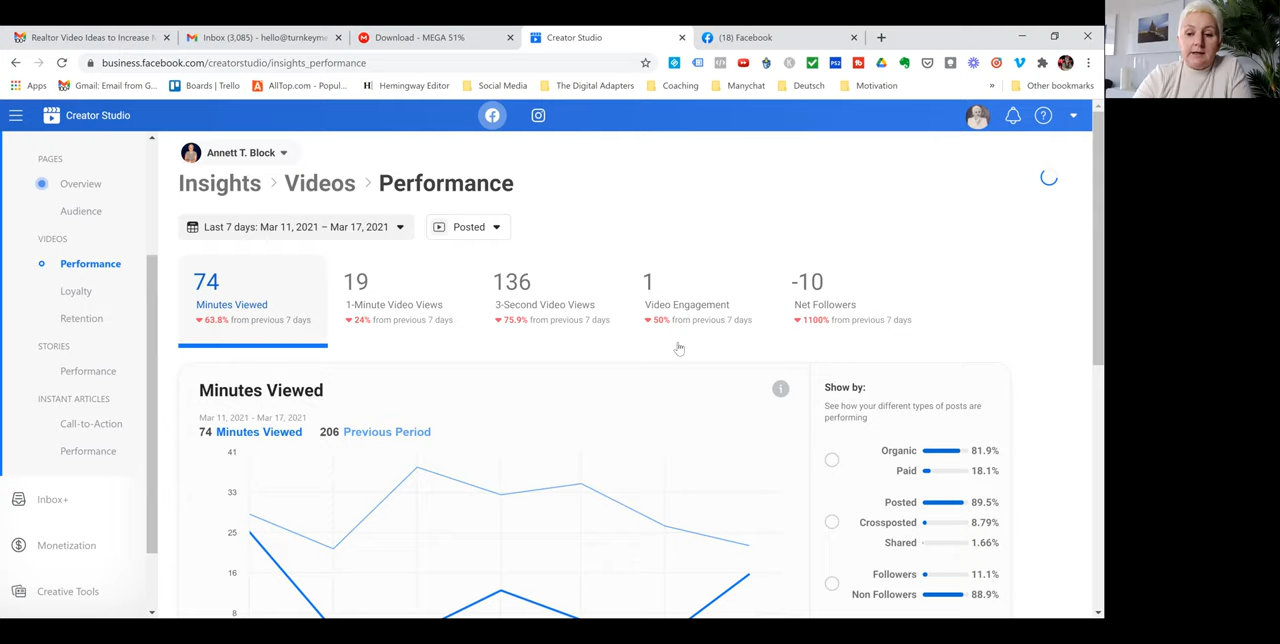 Realtor Video Ideas to Increase M
Inbox (3,085) - hello@turnkeyme
Download - MEGA 51%
Creator Studio
(18) Facebook
business.facebook.com/creatorstudio/insights_performance
Apps
Gmail: Email from G...
Boards | Trello
AllTop.com - Popul...
Hemingway Editor
Social Media
The Digital Adapters
Coaching
Manychat
Deutsch
Motivation
»
Other bookmarks
Creator Studio
PAGES
Overview
Audience
VIDEOS
Performance
Loyalty
Retention
STORIES
Performance
INSTANT ARTICLES
Call-to-Action
Performance
Inbox+
Monetization
Creative Tools
Annett T. Block
Insights > Videos > Performance
Last 7 days: Mar 11, 2021 – Mar 17, 2021
Posted
74
Minutes Viewed
63.8% from previous 7 days
19
1-Minute Video Views
24% from previous 7 days
136
3-Second Video Views
75.9% from previous 7 days
1
Video Engagement
50% from previous 7 days
-10
Net Followers
1100% from previous 7 days
Minutes Viewed
Mar 11, 2021 - Mar 17, 2021
74 Minutes Viewed 206 Previous Period
41
33
25
16
8
Show by:
See how your different types of posts are
performing
Organic 81.9%
Paid 18.1%
Posted 89.5%
Crossposted 8.79%
Shared 1.66%
Followers 11.1%
Non Followers 88.9%